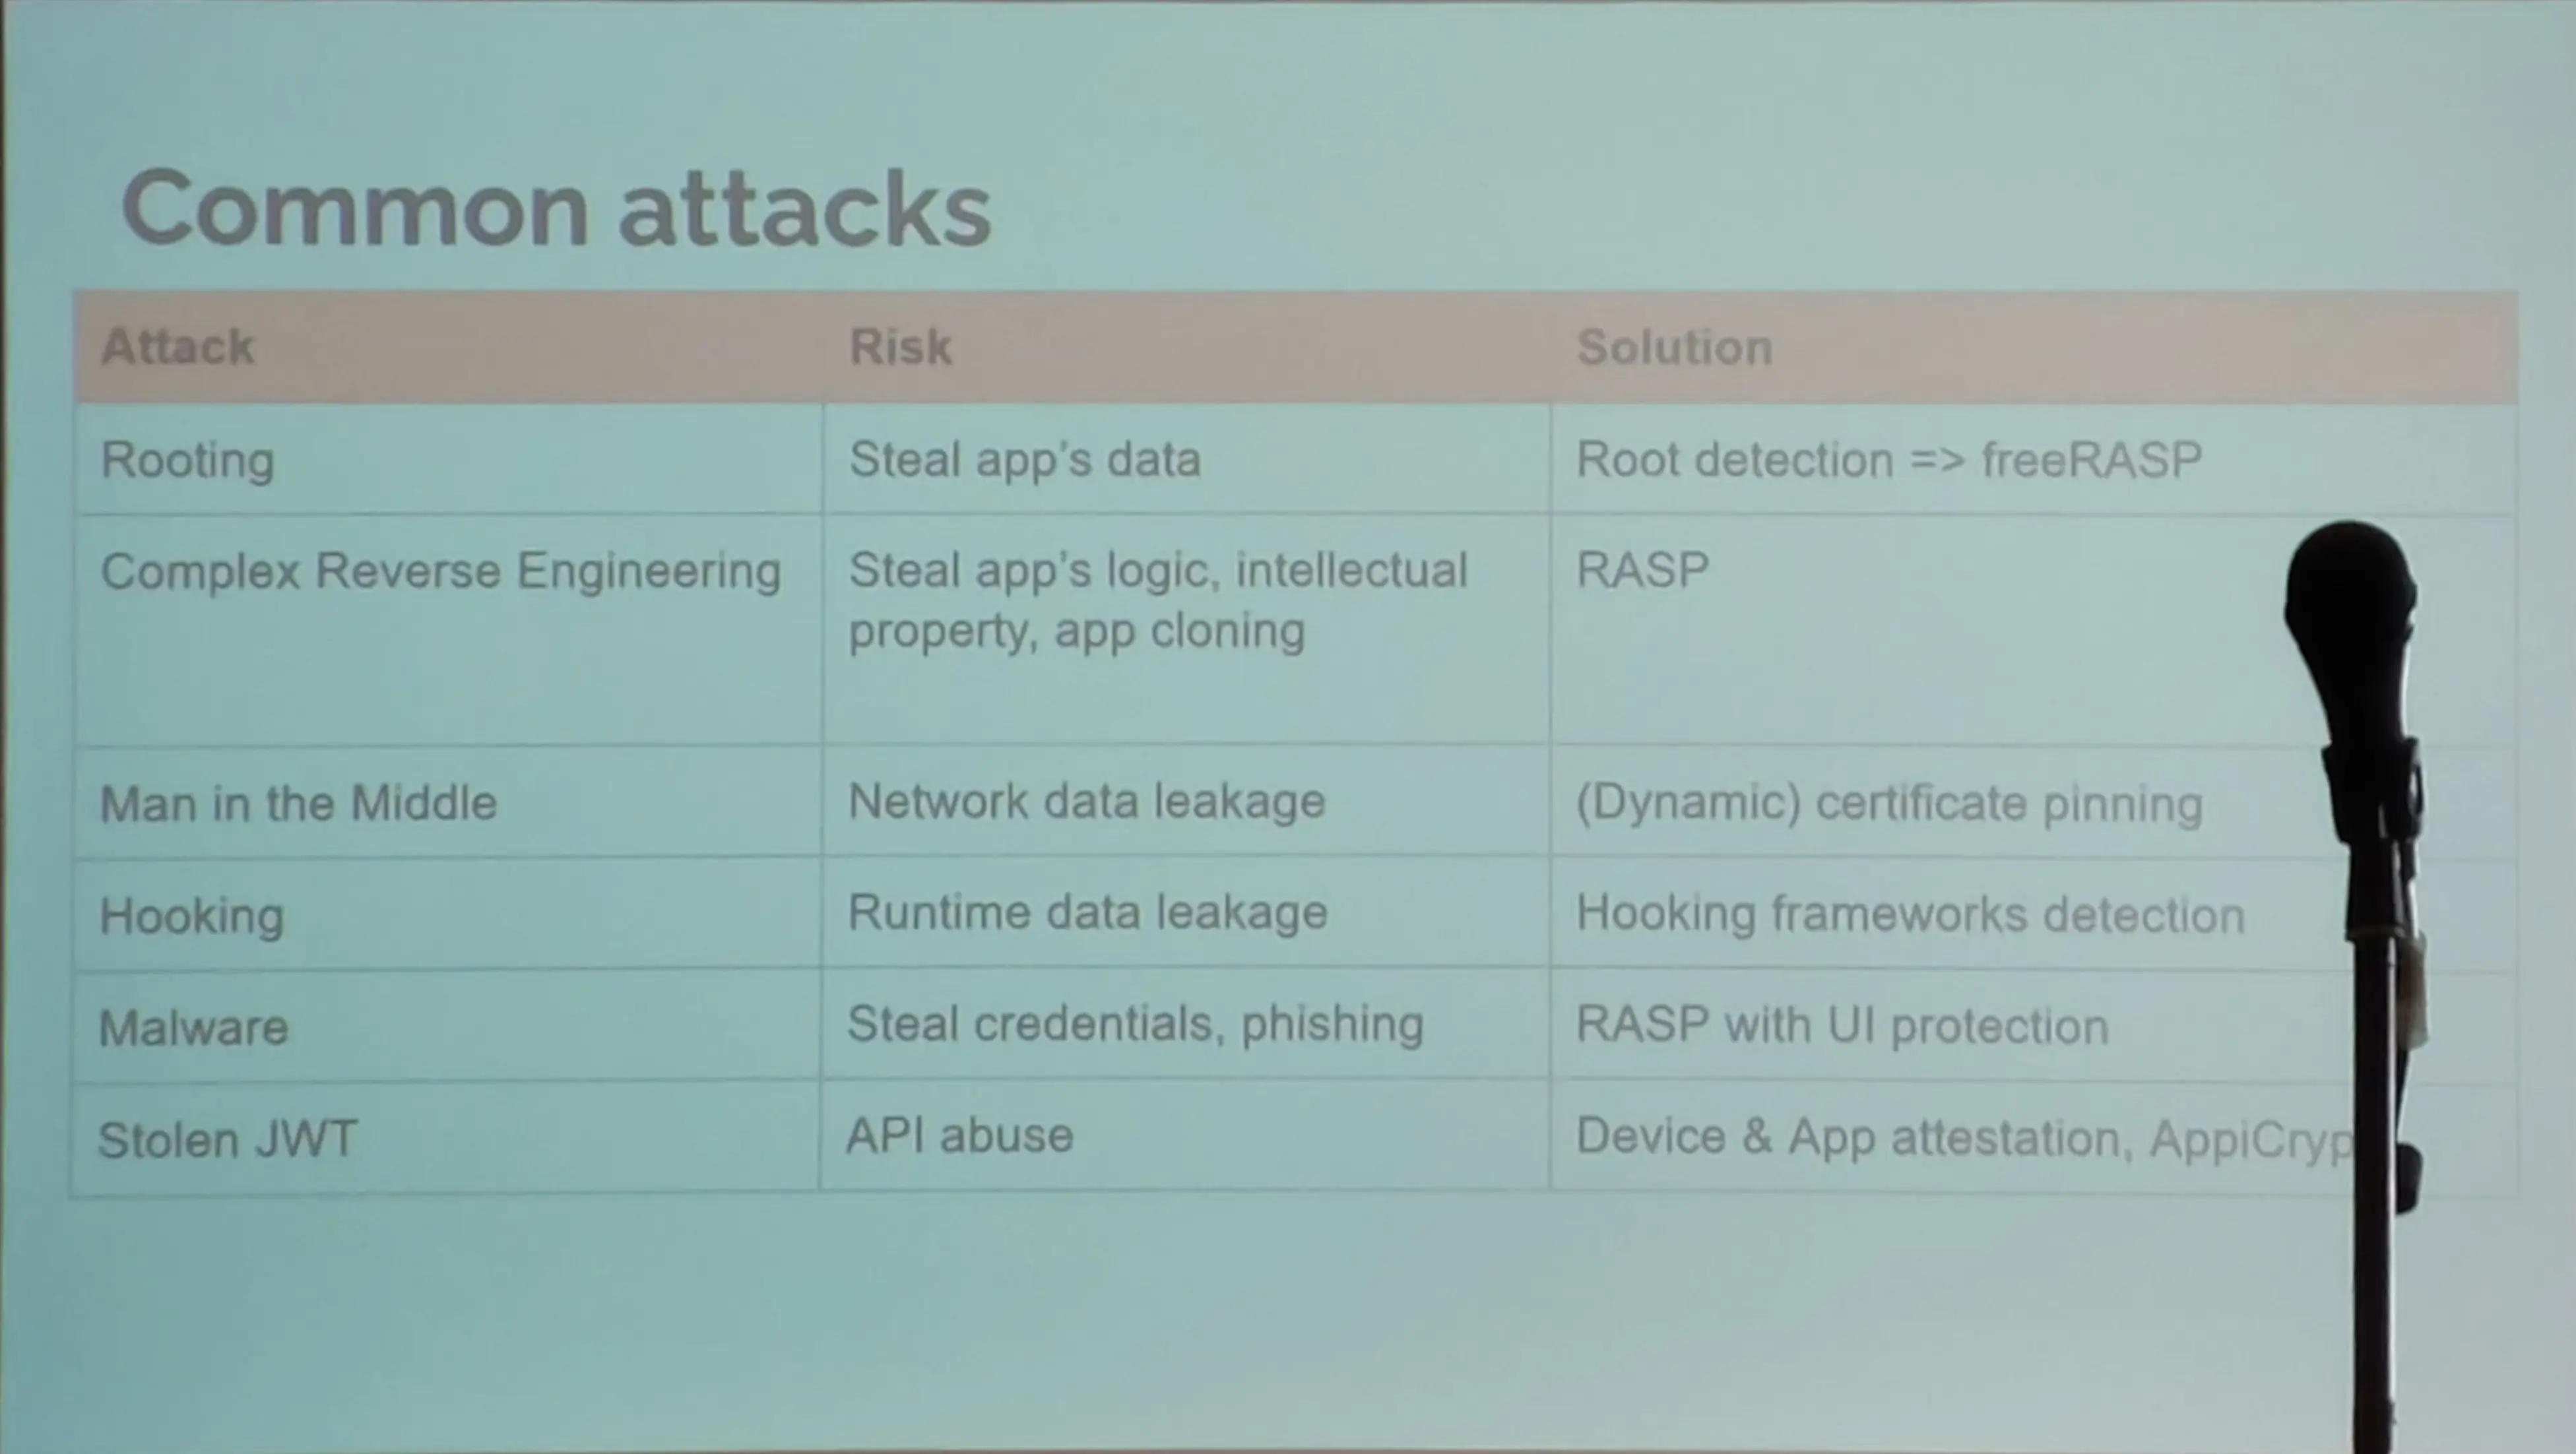 Common attacks
Attack Risk Solution
Rooting Steal app's data Root detection => freeRASP
Complex Reverse Engineering Steal app's logic, intellectual RASP
property, app cloning
Man in the Middle Network data leakage (Dynamic) certificate pinning
Hooking Runtime data leakage Hooking frameworks detection
Malware Steal credentials, phishing RASP with UI protection
Stolen JWT API abuse Device & App attestation,